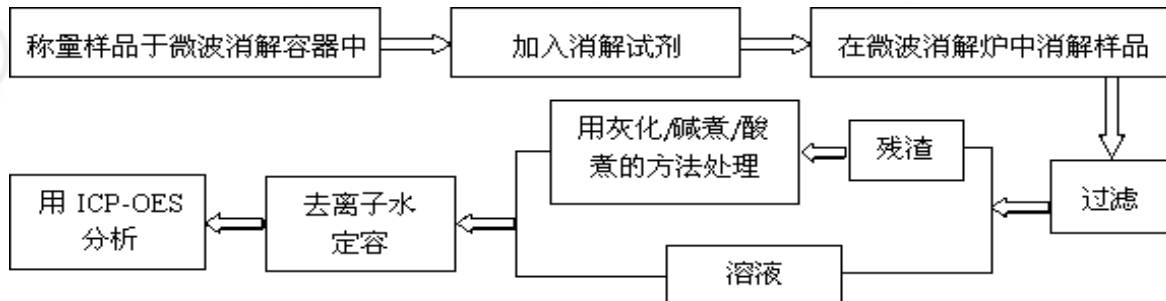 称量样品于微波消解容器中
加入消解试剂
在微波消解炉中消解样品
过滤
残渣
用灰化/碱煮/酸
煮的方法处理
溶液
去离子水
定容
用 ICP-OES
分析